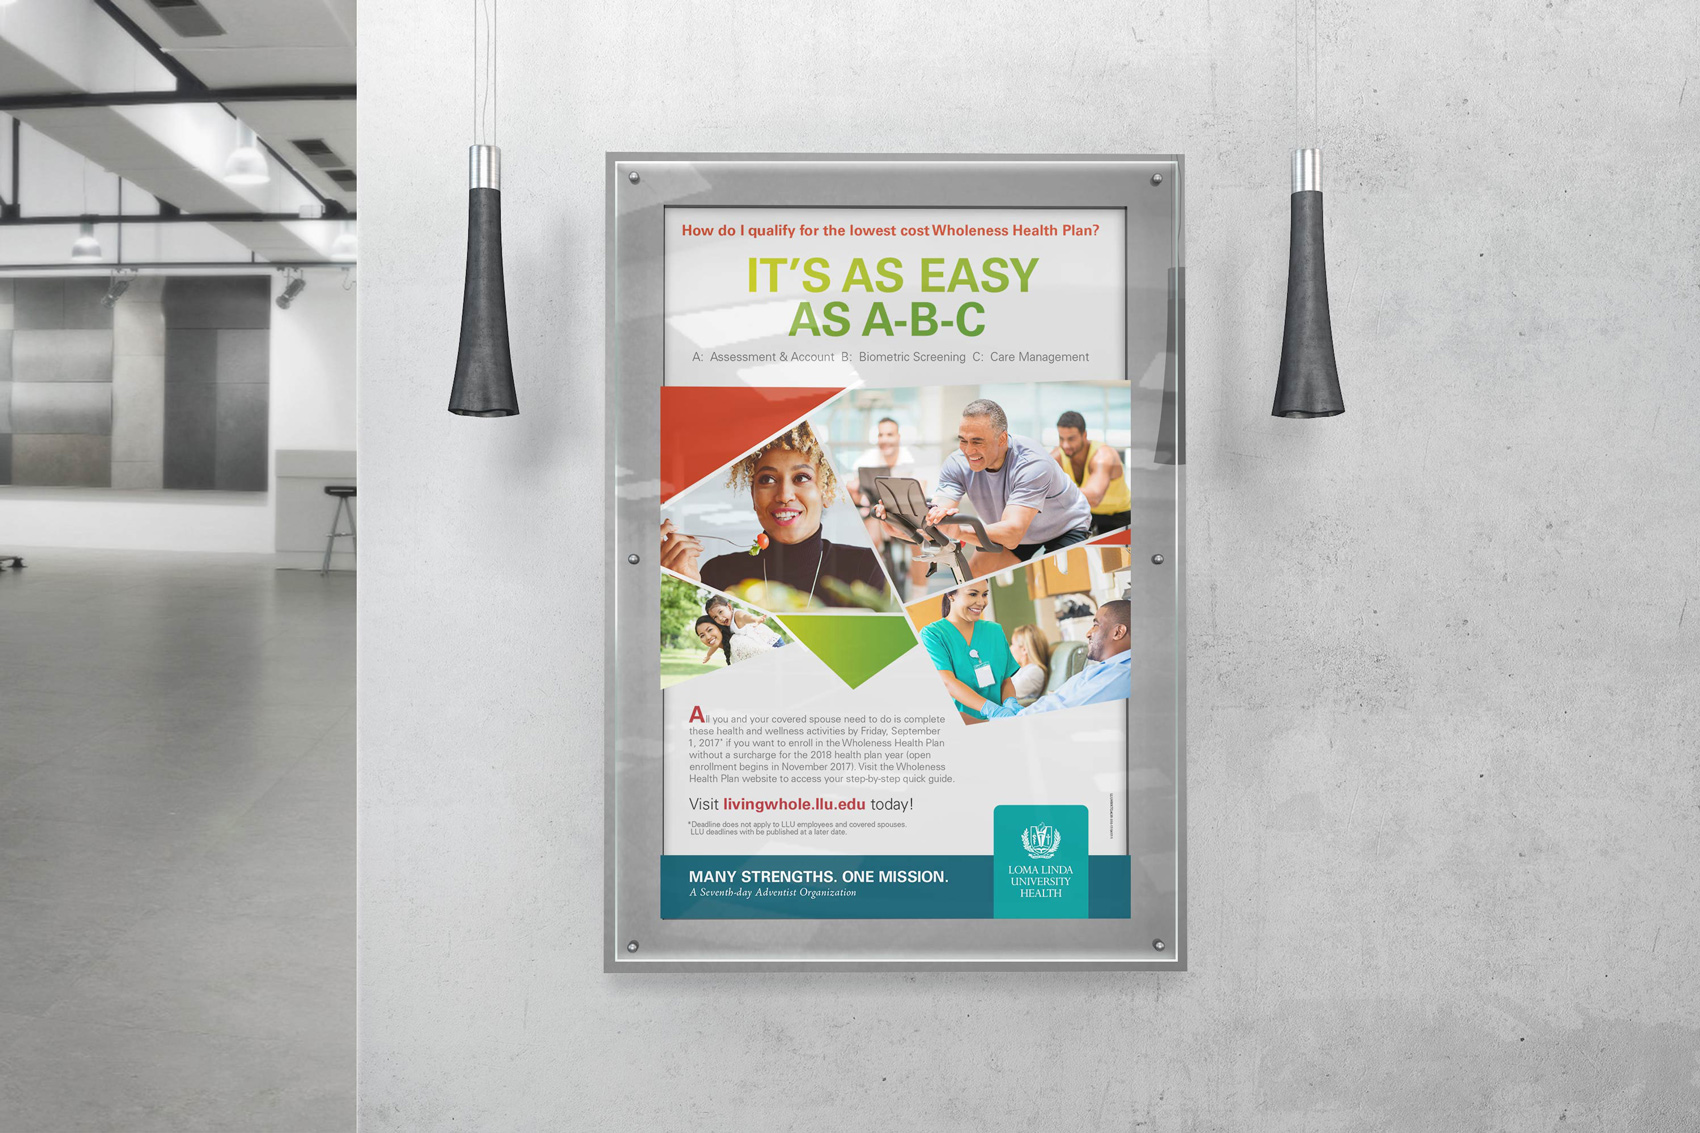 How do I qualify for the lowest cost Wholeness Health Plan?
IT'S AS EASY
AS A-B-C
A: Assessment & Account B: Biometric Screening C: Care Management
All you and your covered spouse need to do is complete
these health and wellness activities by Friday, September
1, 2017* if you want to enroll in the Wholeness Health Plan
without a surcharge for the 2018 health plan year (open
enrollment begins in November 2017). Visit the Wholeness
Health Plan website to access your step-by-step quick guide.
Visit livingwhole.llu.edu today!
*Deadline does not apply to LLU employees and covered spouses.
LLU deadlines with be published at a later date.
MANY STRENGTHS. ONE MISSION.
A Seventh-day Adventist Organization
LOMA LINDA
UNIVERSITY
HEALTH